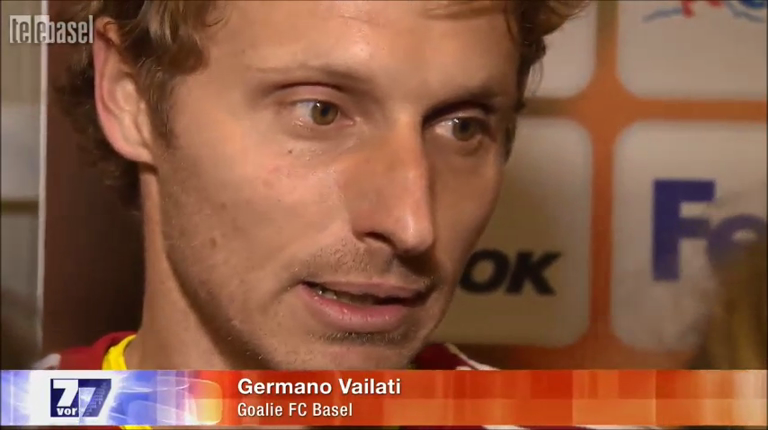 telebasel
OK
Fe
7 vor 7
Germano Vailati
Goalie FC Basel